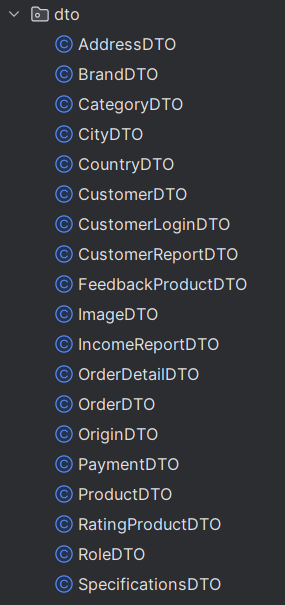 dto
AddressDTO
BrandDTO
CategoryDTO
CityDTO
CountryDTO
CustomerDTO
CustomerLoginDTO
CustomerReportDTO
FeedbackProductDTO
ImageDTO
IncomeReportDTO
OrderDetailDTO
OrderDTO
OriginDTO
PaymentDTO
ProductDTO
RatingProductDTO
RoleDTO
SpecificationsDTO